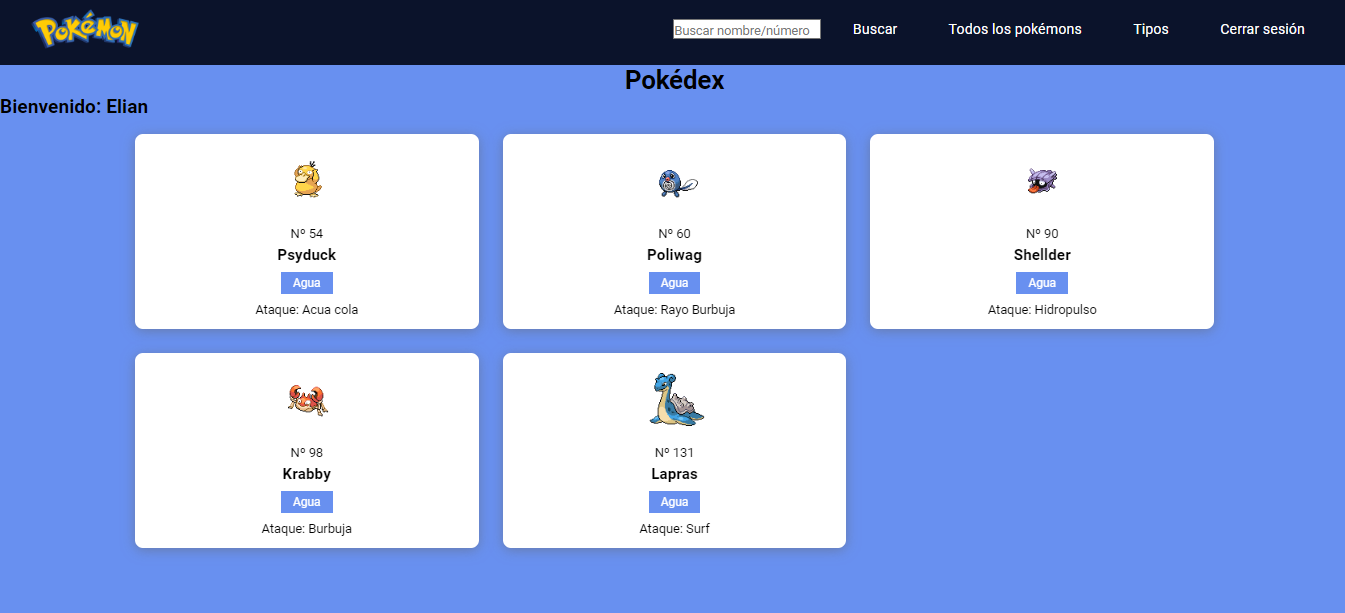 POKéMON
Buscar nombre/número Buscar Todos los pokémons Tipos Cerrar sesión
Pokédex
Bienvenido: Elian
Nº 54
Psyduck
Agua
Ataque: Acua cola
Nº 60
Poliwag
Agua
Ataque: Rayo Burbuja
Nº 90
Shellder
Agua
Ataque: Hidropulso
Nº 98
Krabby
Agua
Ataque: Burbuja
Nº 131
Lapras
Agua
Ataque: Surf